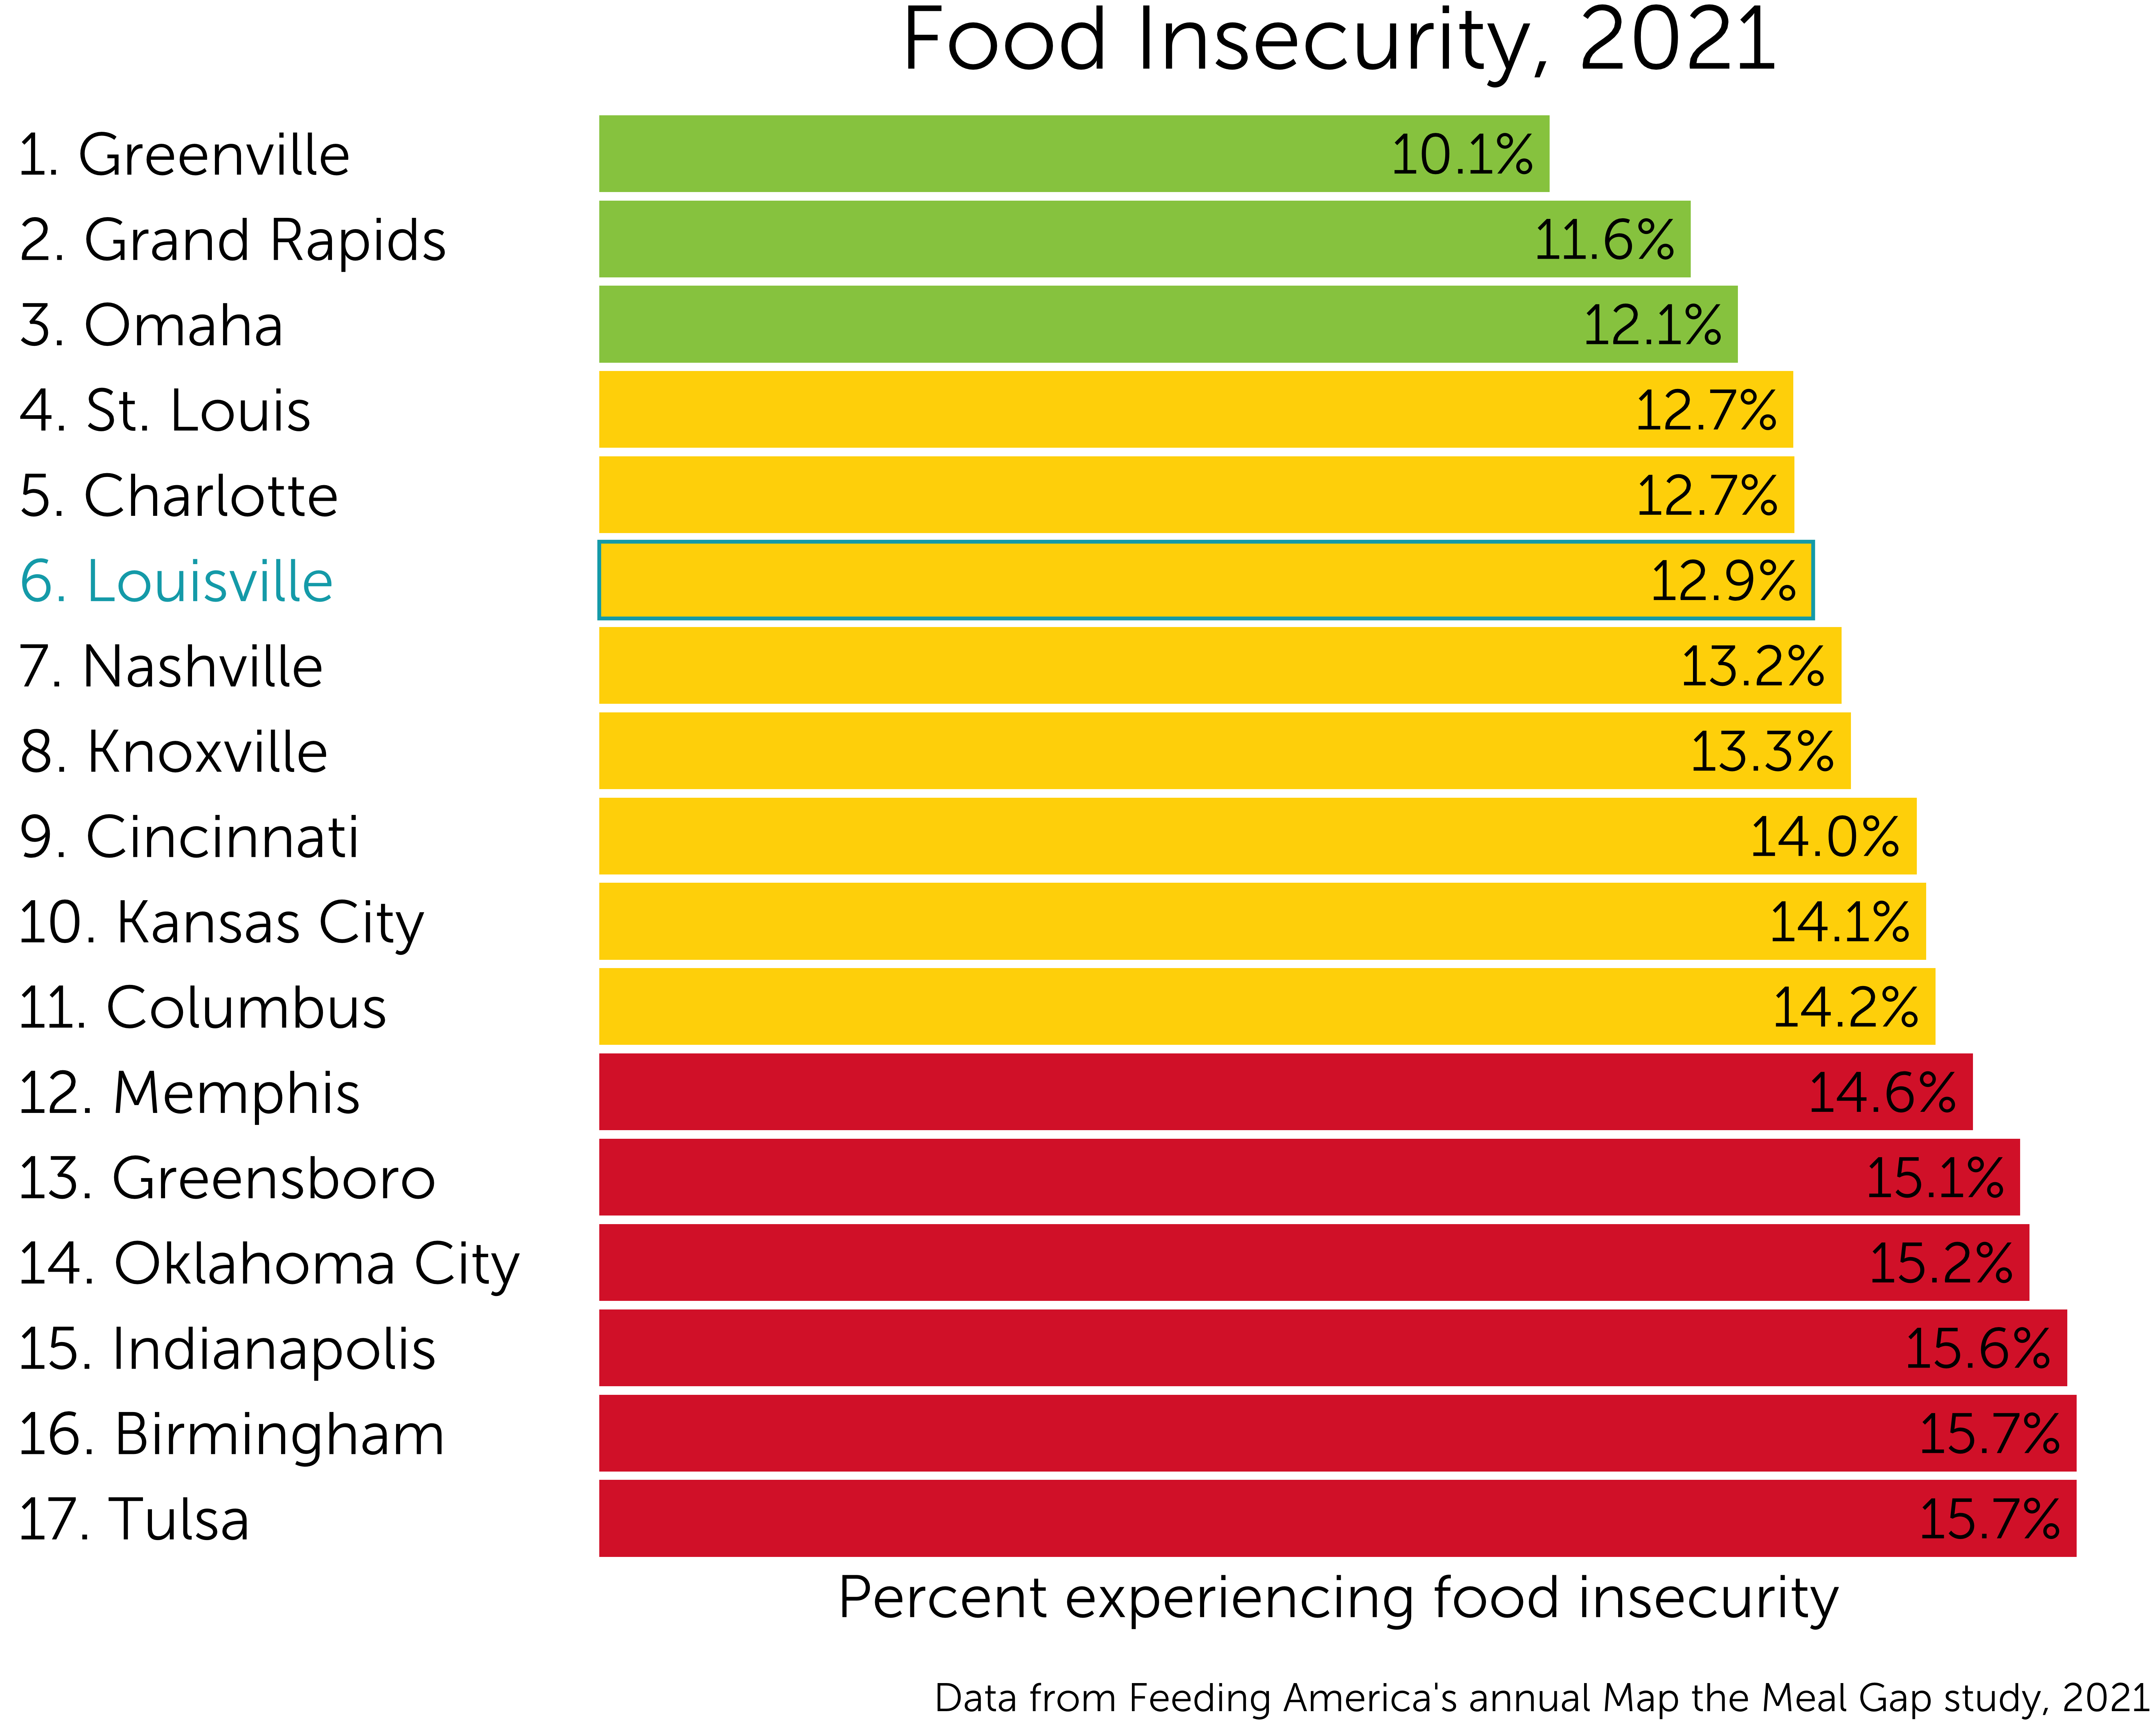 Food Insecurity, 2021
1. Greenville 10.1%
2. Grand Rapids 11.6%
3. Omaha 12.1%
4. St. Louis 12.7%
5. Charlotte 12.7%
6. Louisville 12.9%
7. Nashville 13.2%
8. Knoxville 13.3%
9. Cincinnati 14.0%
10. Kansas City 14.1%
11. Columbus 14.2%
12. Memphis 14.6%
13. Greensboro 15.1%
14. Oklahoma City 15.2%
15. Indianapolis 15.6%
16. Birmingham 15.7%
17. Tulsa 15.7%
Percent experiencing food insecurity
Data from Feeding America's annual Map the Meal Gap study, 2021